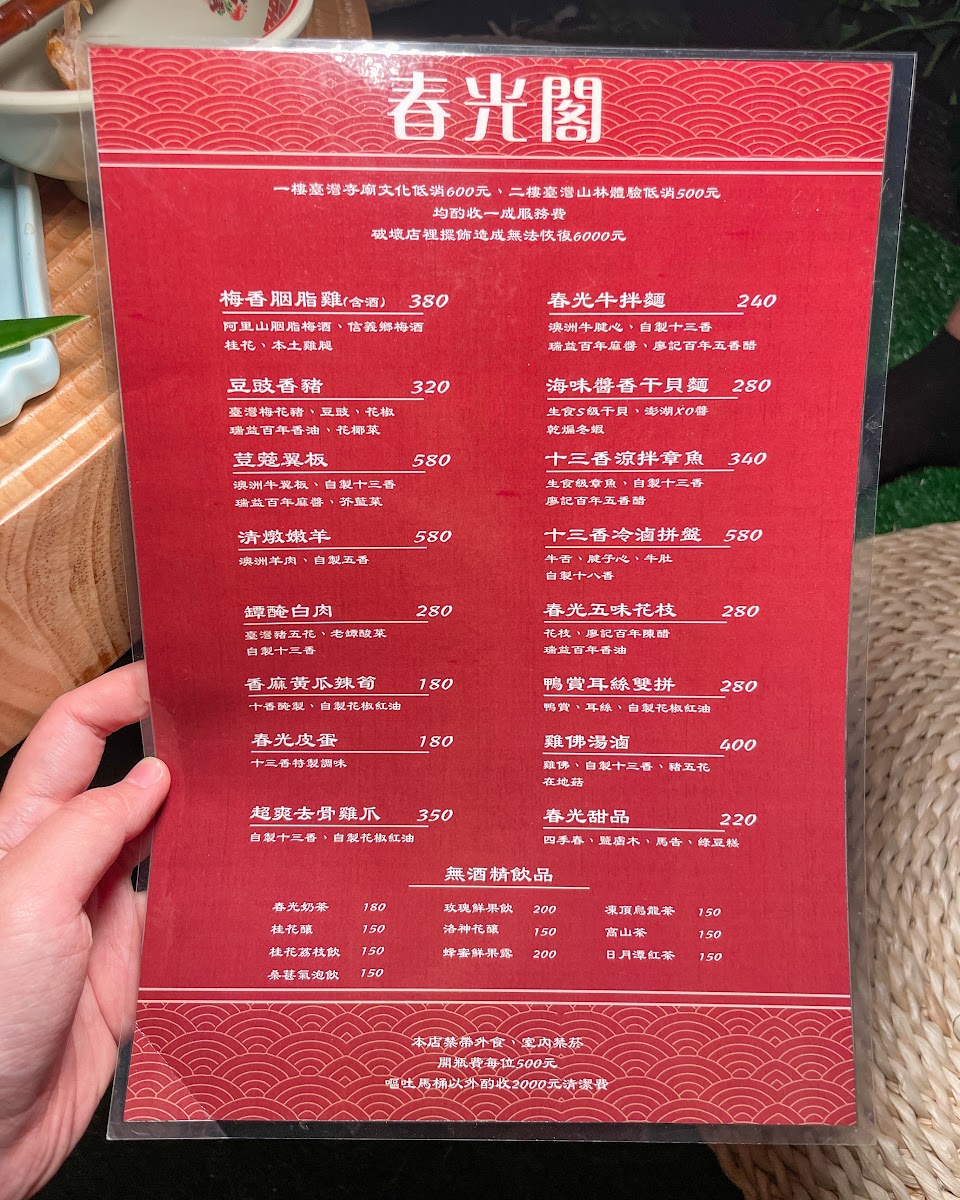 春光閣
一樓臺灣寺廟文化低消600元、二樓臺灣山林體驗低消500元
均酌收一成服務費
破壞店裡擺飾造成無法恢復6000元
梅香胭脂雞(含酒) 380
阿里山胭脂梅酒、信義鄉梅酒
桂花、本土雞腿
豆豉香豬 320
臺灣梅花豬、豆豉、花椒
瑞益百年香油、花椰菜
荳蔻翼板 580
澳洲牛翼板、自製十三香
瑞益百年麻醬、芥藍菜
清燉嫩羊 580
澳洲羊肉、自製五香
罈醃白肉 280
臺灣豬五花、老罈酸菜
自製十三香
香麻黃瓜辣筍 180
十香醃製、自製花椒紅油
春光皮蛋 180
十三香特製調味
超爽去骨雞爪 350
自製十三香、自製花椒紅油
春光牛拌麵 240
澳洲牛腱心、自製十三香
瑞益百年麻醬、廖記百年五香醋
海味醬香干貝麵 280
生食S級干貝、澎湖XO醬
乾煸冬蝦
十三香涼拌章魚 340
生食級章魚、自製十三香
廖記百年五香醋
十三香冷滷拼盤 580
牛舌、腱子心、牛肚
自製十八香
春光五味花枝 280
花枝、廖記百年陳醋
瑞益百年香油
鴨賞耳絲雙拼 280
鴨賞、耳絲、自製花椒紅油
雞佛湯滷 400
雞佛、自製十三香、豬五花
在地菇
春光甜品 220
四季春、鹽膚木、馬告、綠豆糕
無酒精飲品
春光奶茶 180
桂花釀 150
桂花荔枝飲 150
桑葚氣泡飲 150
玫瑰鮮果飲 200
洛神花釀 150
蜂蜜鮮果露 200
凍頂烏龍茶 150
高山茶 150
日月潭紅茶 150
本店禁帶外食、室內禁菸
開瓶費每位500元
嘔吐馬桶以外酌收2000元清潔費